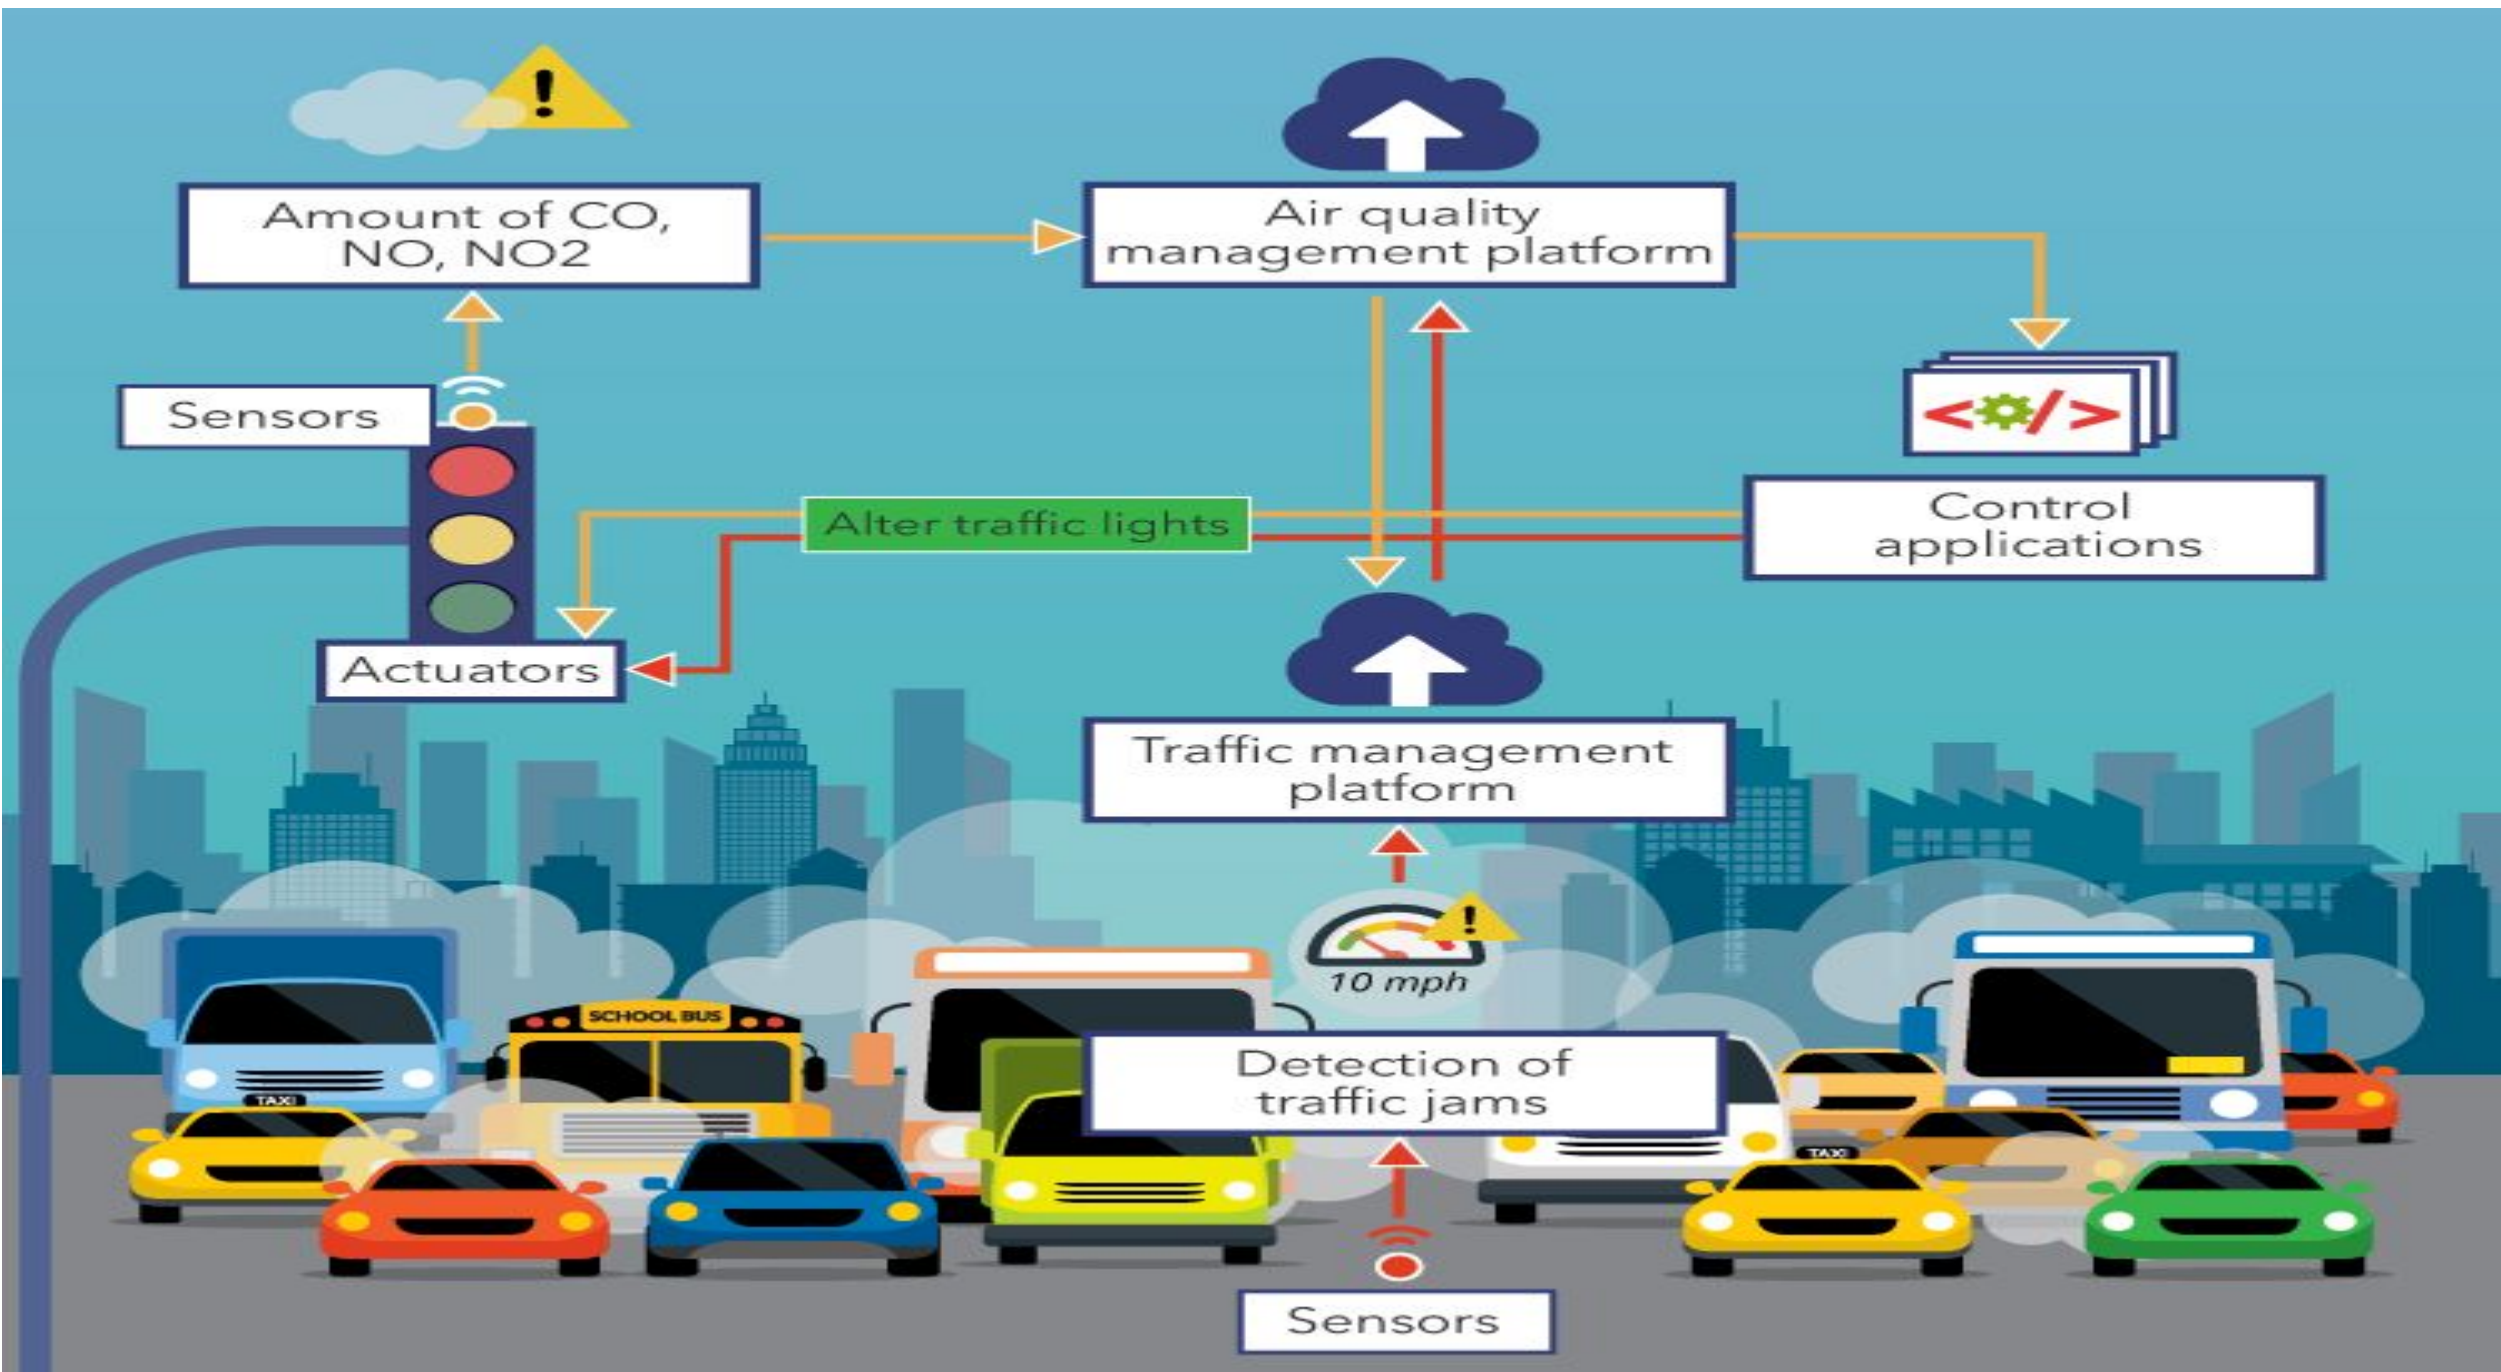 !
Amount of CO,
NO, NO2
Air quality
management platform
Sensors
</>
Alter traffic lights
Control
applications
Actuators
Traffic management
platform
!
10 mph
SCHOOL BUS
Detection of
traffic jams
TAXI
TAXI
Sensors